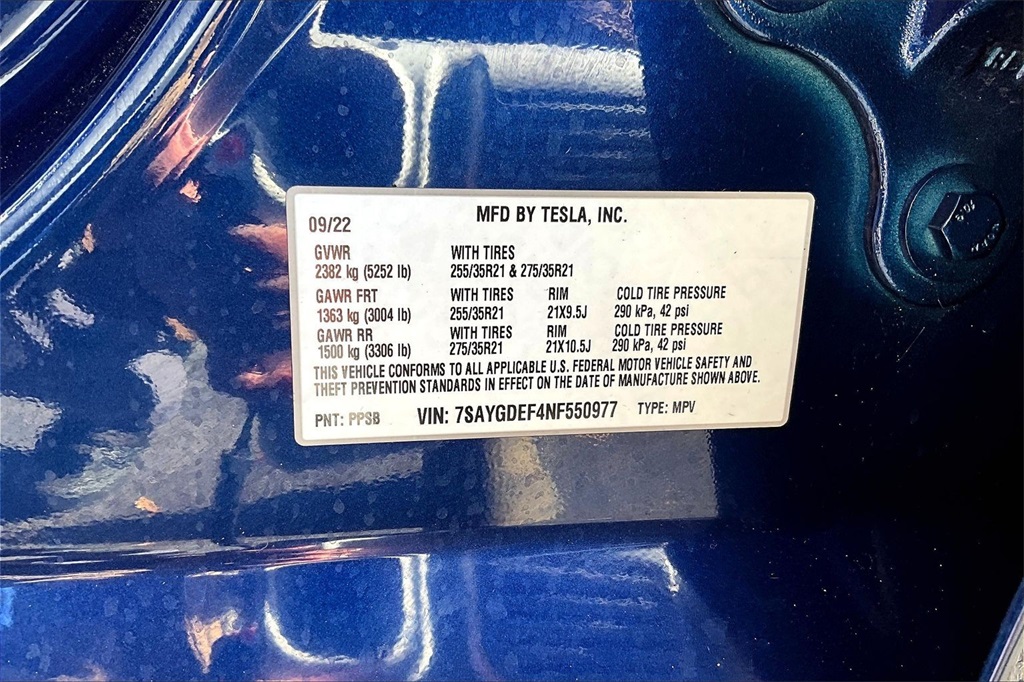 MFD BY TESLA, INC.
09/22
GVWR WITH TIRES
2382 kg (5252 lb) 255/35R21 & 275/35R21
GAWR FRT WITH TIRES RIM COLD TIRE PRESSURE
1363 kg (3004 lb) 255/35R21 21X9.5J 290 kPa, 42 psi
GAWR RR WITH TIRES RIM COLD TIRE PRESSURE
1500 kg (3306 lb) 275/35R21 21X10.5J 290 kPa, 42 psi
THIS VEHICLE CONFORMS TO ALL APPLICABLE U.S. FEDERAL MOTOR VEHICLE SAFETY AND
THEFT PREVENTION STANDARDS IN EFFECT ON THE DATE OF MANUFACTURE SHOWN ABOVE.
PNT: PPSB VIN: 7SAYGDEF4NF550977 TYPE: MPV